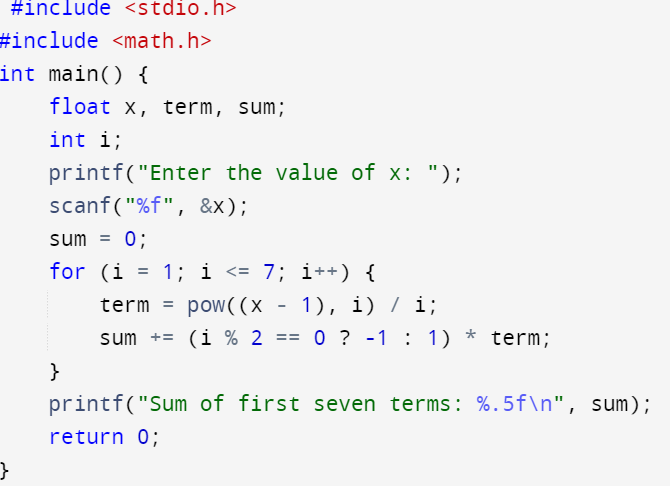 #include <stdio.h>
#include <math.h>
int main() {
    float x, term, sum;
    int i;
    printf("Enter the value of x: ");
    scanf("%f", &x);
    sum = 0;
    for (i = 1; i <= 7; i++) {
        term = pow((x - 1), i) / i;
        sum += (i % 2 == 0 ? -1 : 1) * term;
    }
    printf("Sum of first seven terms: %.5f\n", sum);
    return 0;
}